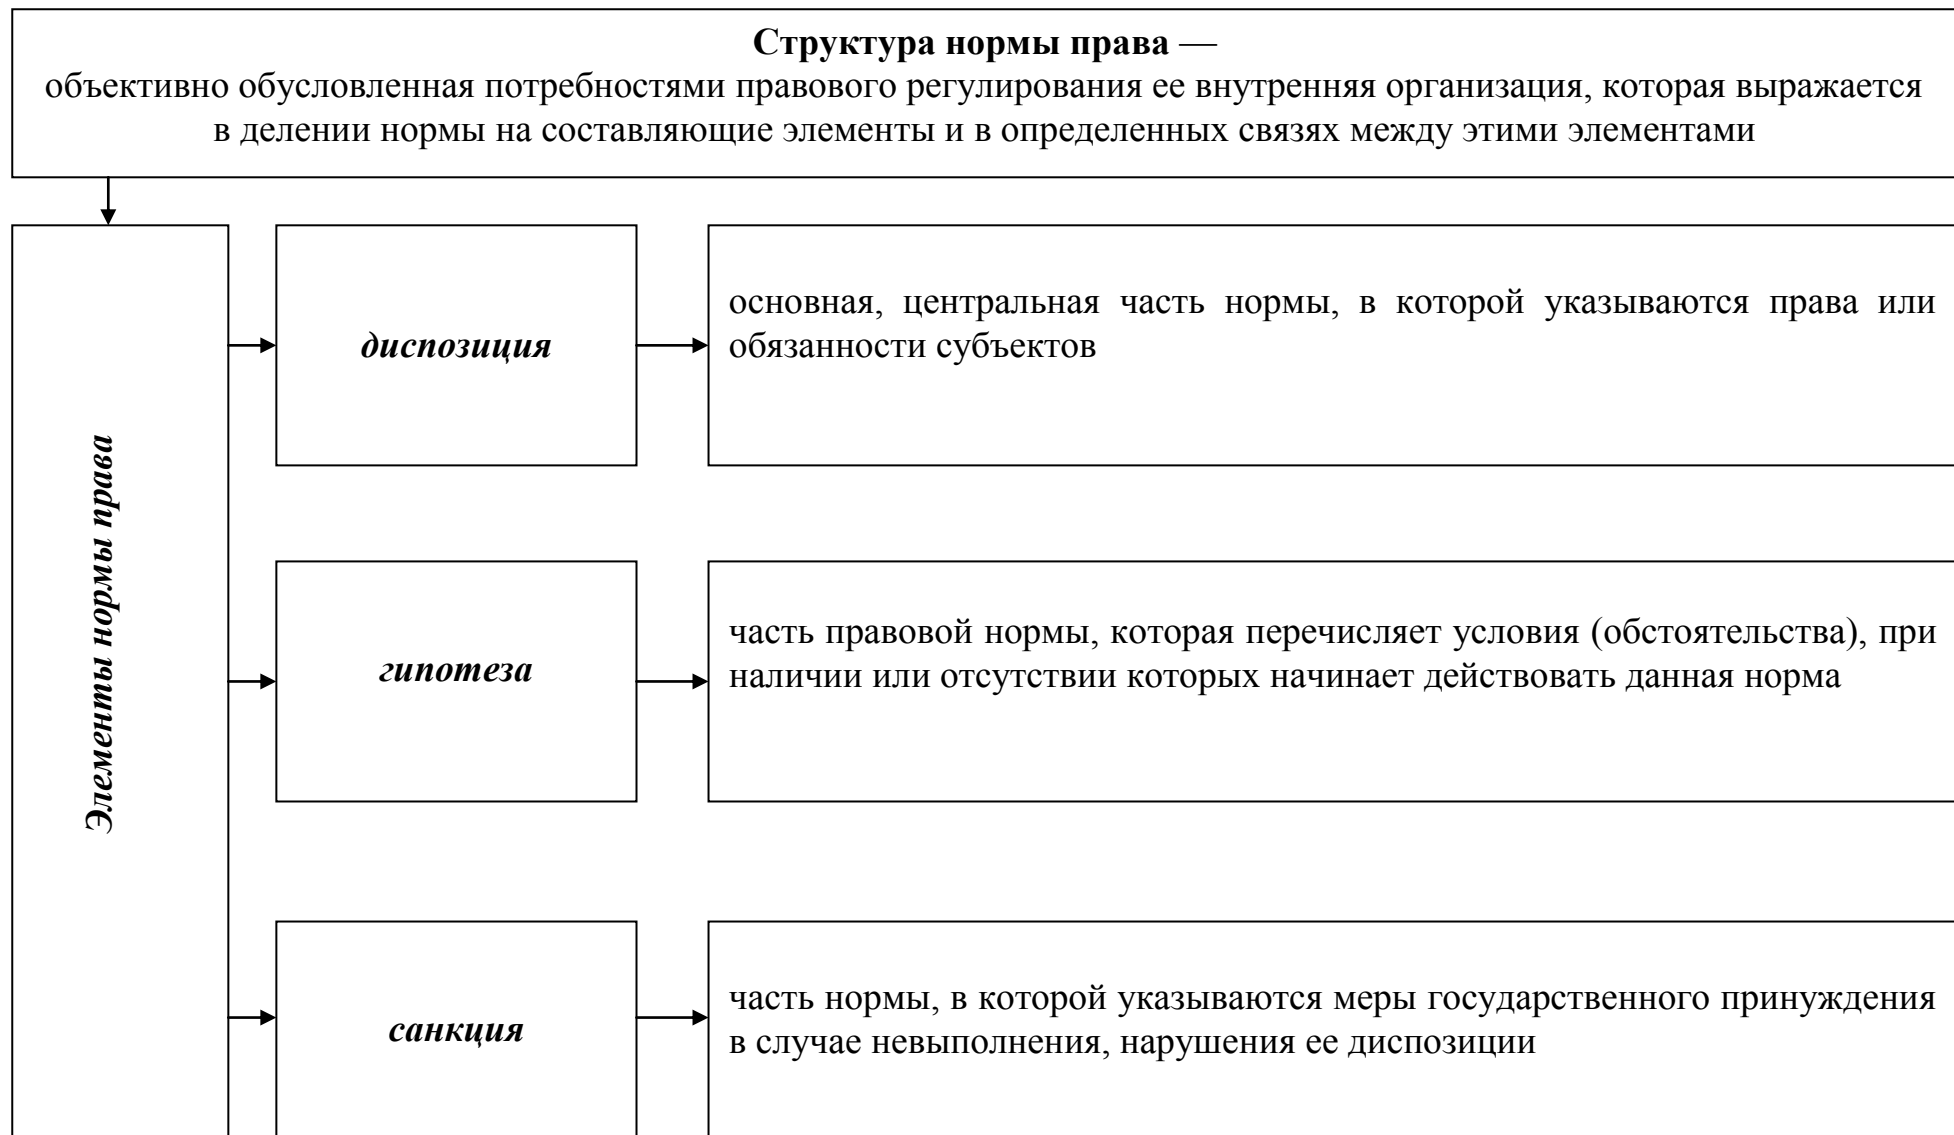 Структура нормы права —
объективно обусловленная потребностями правового регулирования ее внутренняя организация, которая выражается
в делении нормы на составляющие элементы и в определенных связях между этими элементами
Элементы нормы права
диспозиция
основная, центральная часть нормы, в которой указываются права или
обязанности субъектов
гипотеза
часть правовой нормы, которая перечисляет условия (обстоятельства), при
наличии или отсутствии которых начинает действовать данная норма
санкция
часть нормы, в которой указываются меры государственного принуждения
в случае невыполнения, нарушения ее диспозиции